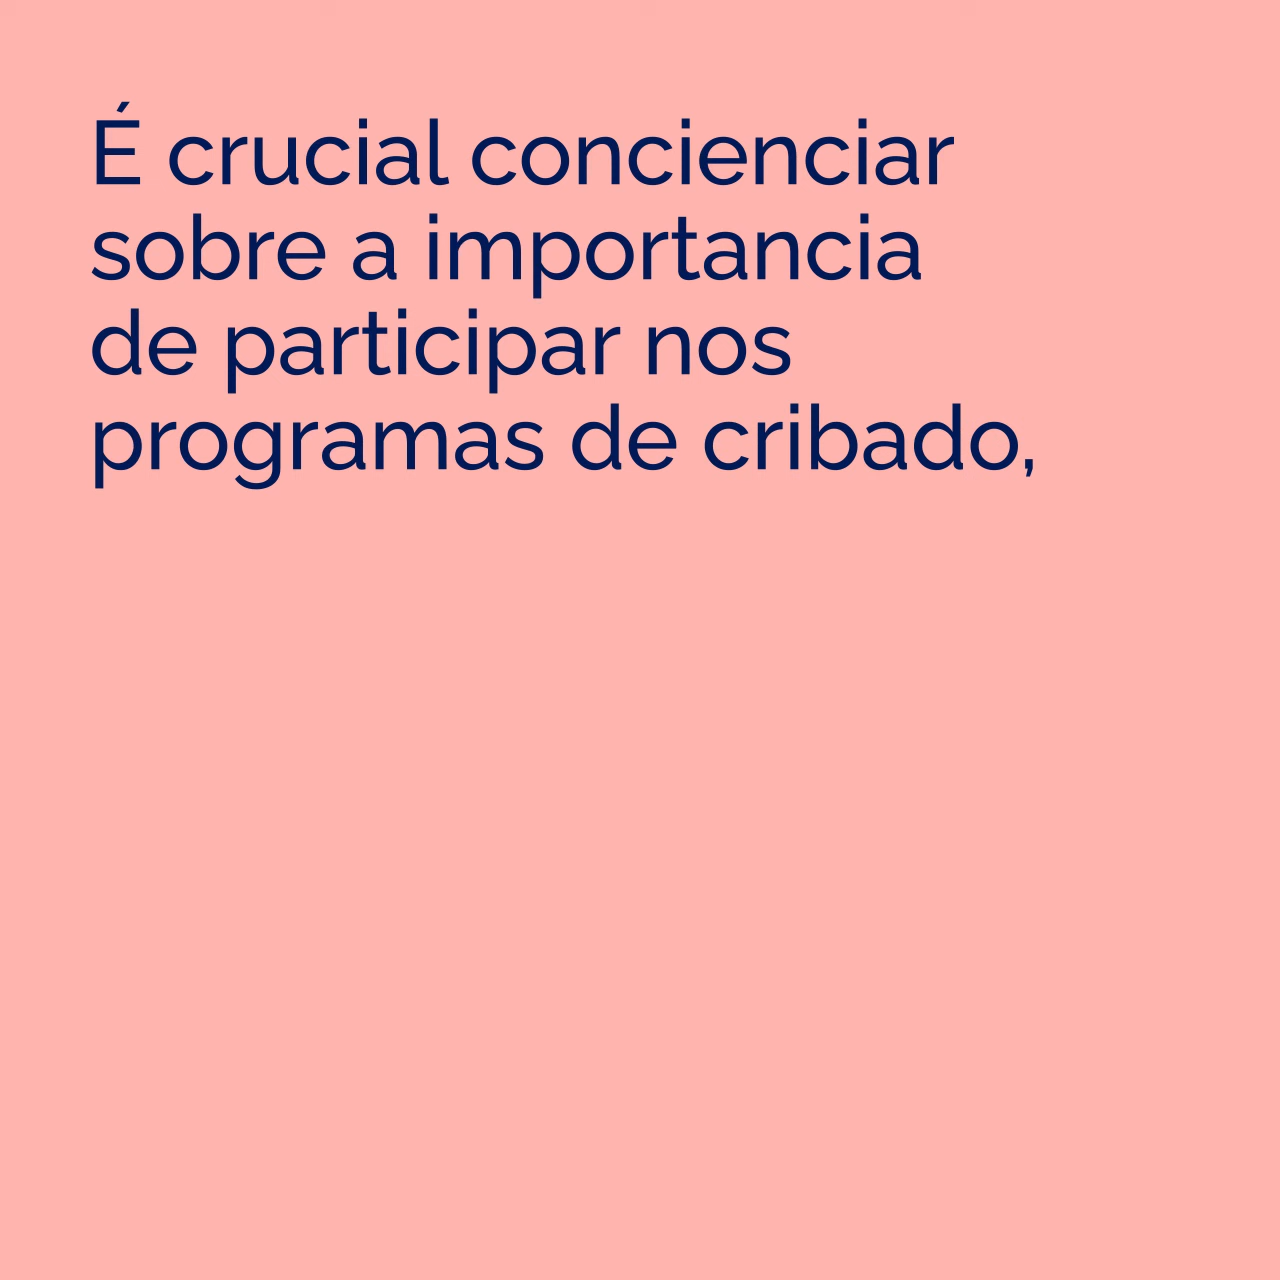 É crucial concienciar
sobre a importancia
de participar nos
programas de cribado,